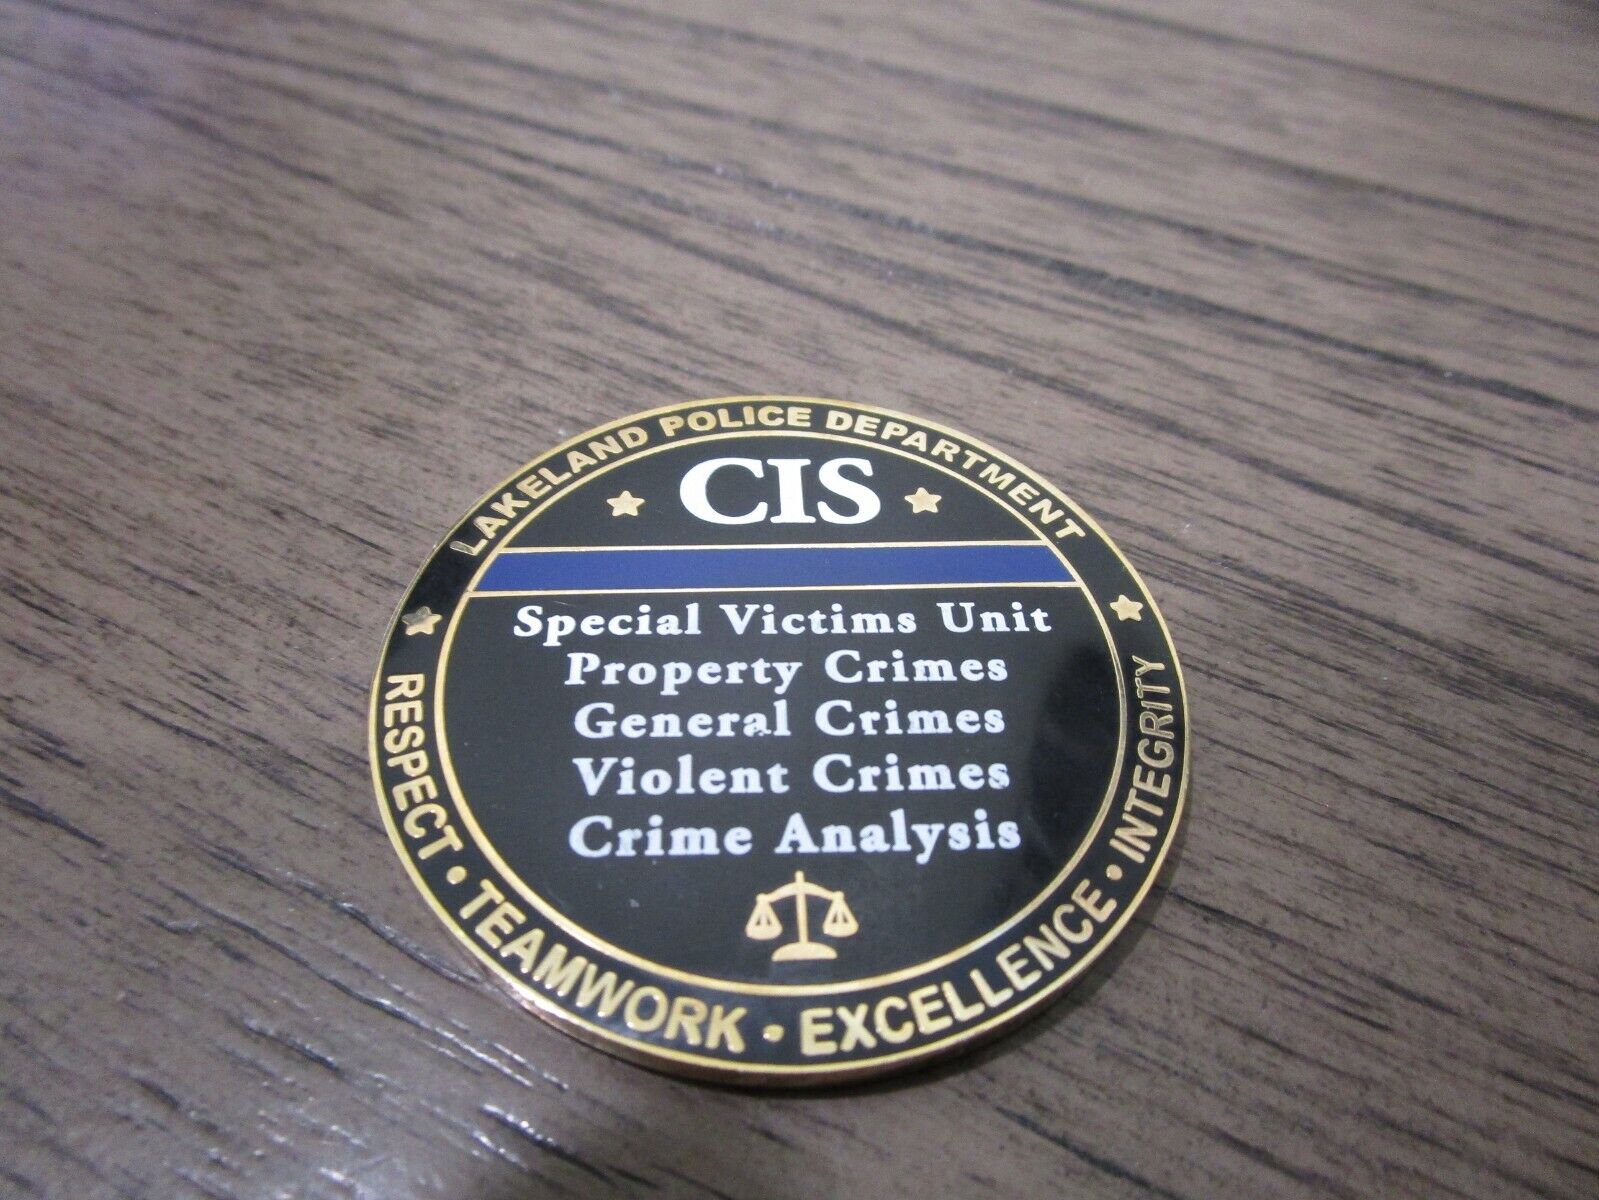 LAKELAND POLICE DEPARTMENT
CIS
Special Victims Unit
Property Crimes
General Crimes
Violent Crimes
Crime Analysis
RESPECT · TEAMWORK · EXCELLENCE · INTEGRITY